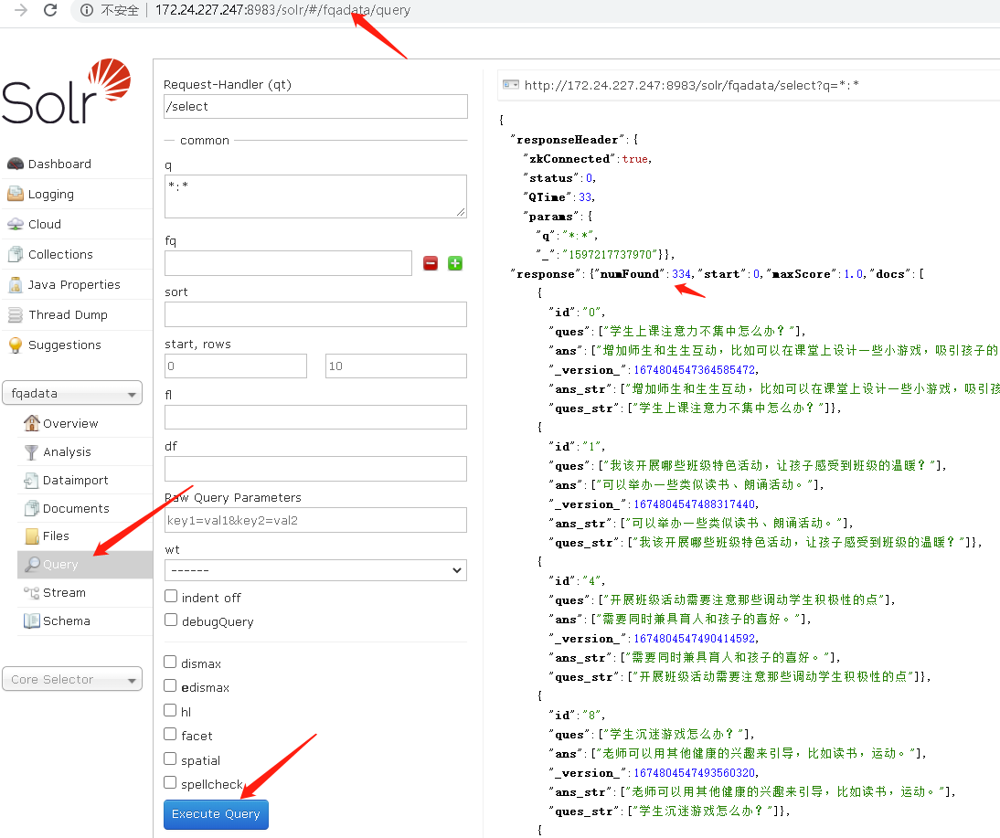 不安全 | 172.24.227.247:8983/solr/#/fqadata/query
Solr
Dashboard
Logging
Cloud
Collections
Java Properties
Thread Dump
Suggestions
fqadata
Overview
Analysis
Dataimport
Documents
Files
Query
Stream
Schema
Core Selector
Request-Handler (qt)
/select
common
q
*:*
fq
sort
start, rows
0
10
fl
df
Raw Query Parameters
key1=val1&key2=val2
wt
------
indent off
debugQuery
dismax
edismax
hl
facet
spatial
spellcheck
Execute Query
http://172.24.227.247:8983/solr/fqadata/select?q=*:*
{
"responseHeader":{
"zkConnected":true,
"status":0,
"QTime":33,
"params":{
"q":"*:*",
"_":"1597217737970"}},
"response":{"numFound":334,"start":0,"maxScore":1.0,"docs":[
{
"id":"0",
"ques":["学生上课注意力不集中怎么办？"],
"ans":["增加师生和生生互动，比如可以在课堂上设计一些小游戏，吸引孩子的
"_version_":1674804547364585472,
"ans_str":["增加师生和生生互动，比如可以在课堂上设计一些小游戏，吸引孩
"ques_str":["学生上课注意力不集中怎么办？"]},
{
"id":"1",
"ques":["我该开展哪些班级特色活动，让孩子感受到班级的温暖？"],
"ans":["可以举办一些类似读书、朗诵活动。"],
"_version_":1674804547488317440,
"ans_str":["可以举办一些类似读书、朗诵活动。"],
"ques_str":["我该开展哪些班级特色活动，让孩子感受到班级的温暖？"]},
{
"id":"4",
"ques":["开展班级活动需要注意那些调动学生积极性的点"],
"ans":["需要同时兼具育人和孩子的喜好。"],
"_version_":1674804547490414592,
"ans_str":["需要同时兼具育人和孩子的喜好。"],
"ques_str":["开展班级活动需要注意那些调动学生积极性的点"]},
{
"id":"8",
"ques":["学生沉迷游戏怎么办？"],
"ans":["老师可以用其他健康的兴趣来引导，比如读书，运动。"],
"_version_":1674804547493560320,
"ans_str":["老师可以用其他健康的兴趣来引导，比如读书，运动。"],
"ques_str":["学生沉迷游戏怎么办？"]},
{